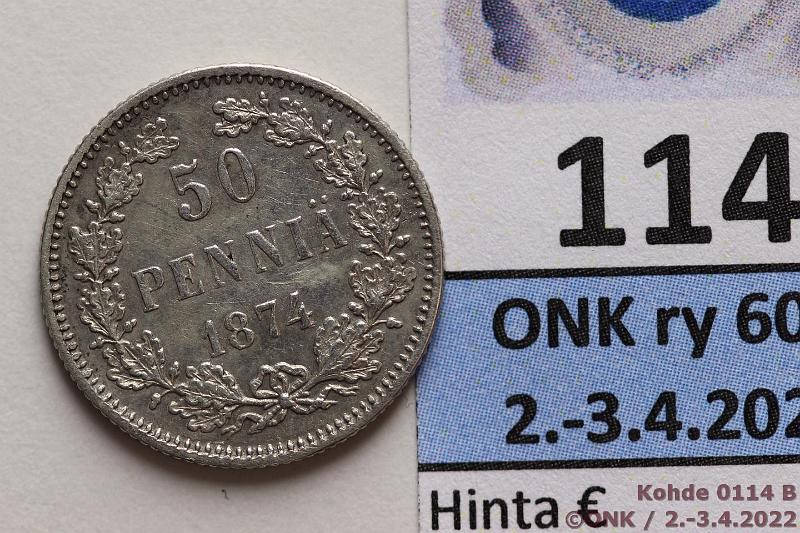 50
PENNIÄ
1874
114
ONK ry 60
2.-3.4.202
Hinta €
Kohde 0114 B
©ONK / 2.-3.4.2022